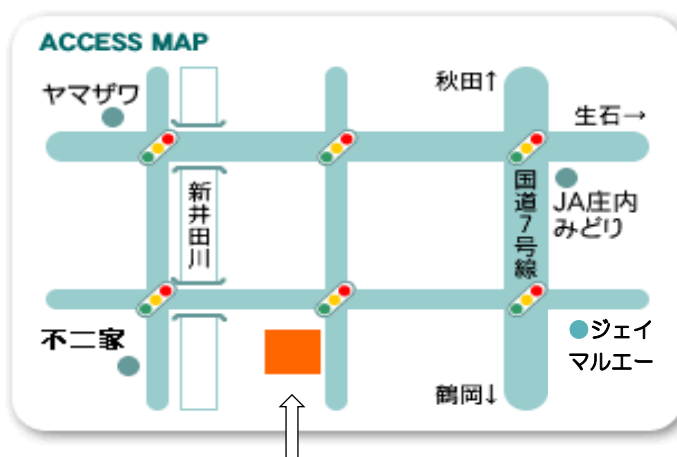 ACCESS MAP
ヤマザワ
秋田↑
生石→
新井田川
国道7号線
JA庄内
みどり
不二家
ジェイ
マルエー
鶴岡↓